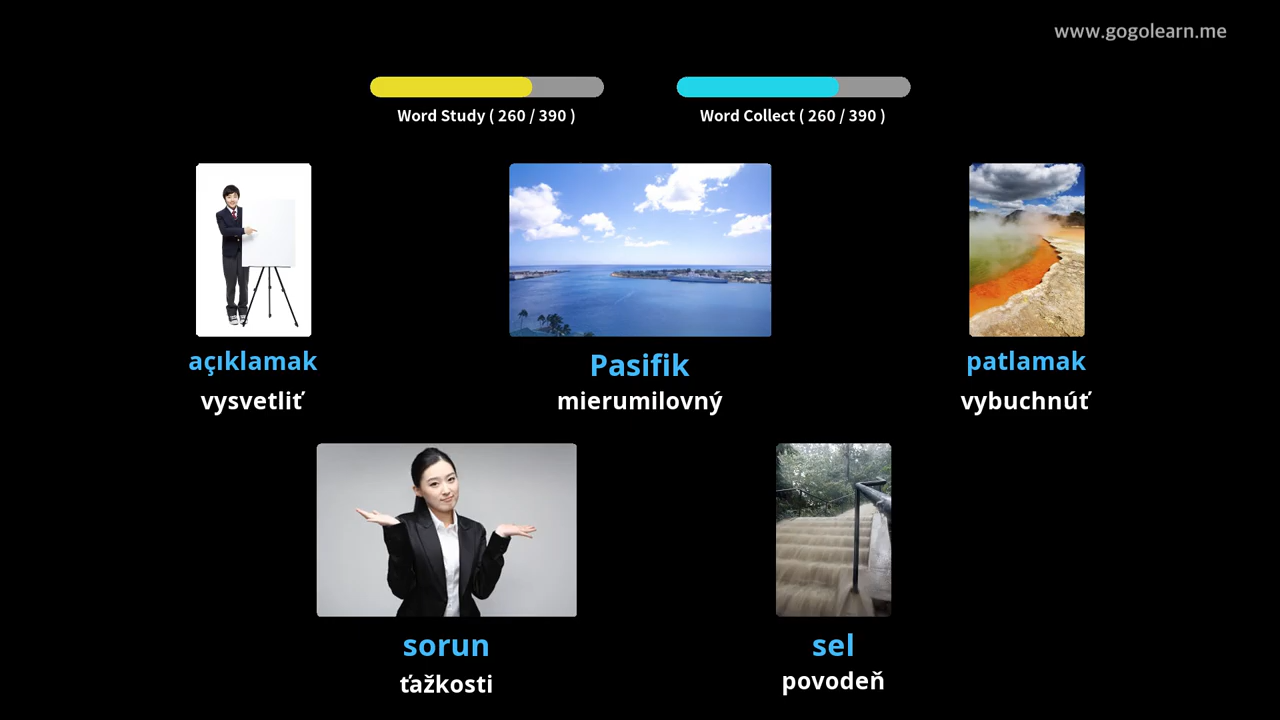 www.gogolearn.me
Word Study ( 260 / 390 )
Word Collect ( 260 / 390 )
açıklamak
vysvetliť
Pasifik
mierumilovný
patlamak
vybuchnúť
sorun
ťažkosti
sel
povodeň